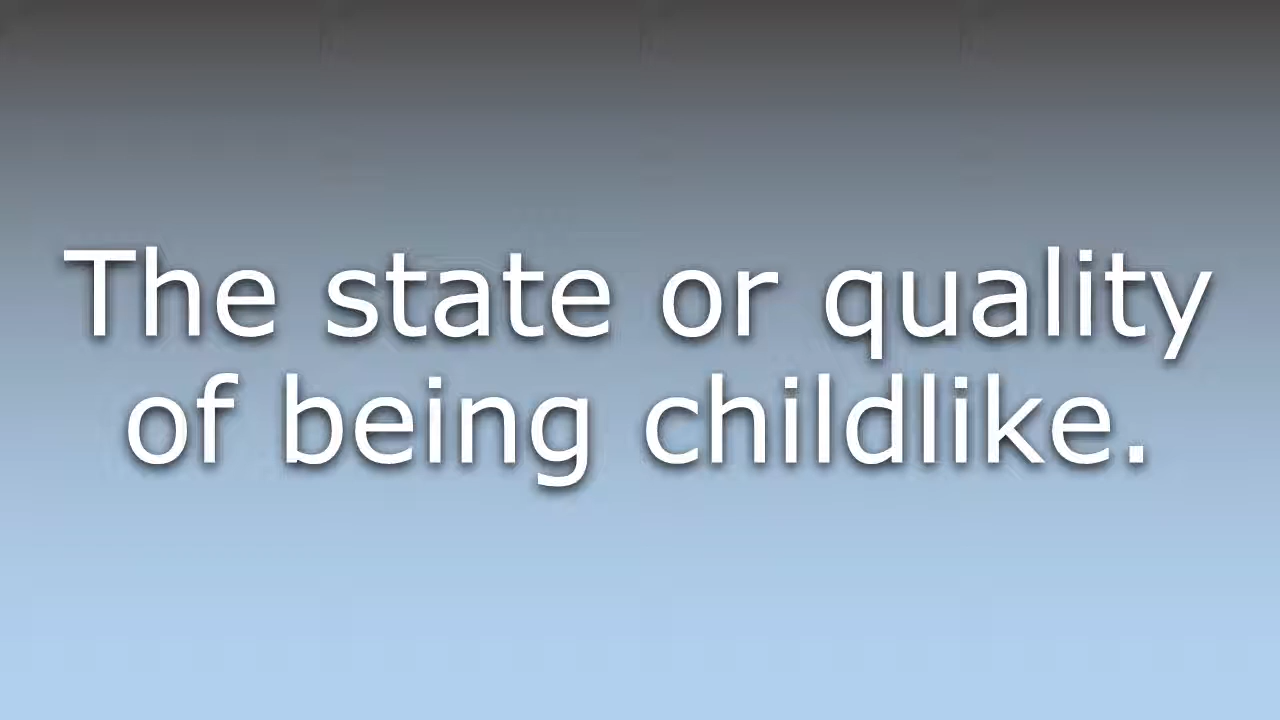 The state or quality
of being childlike.